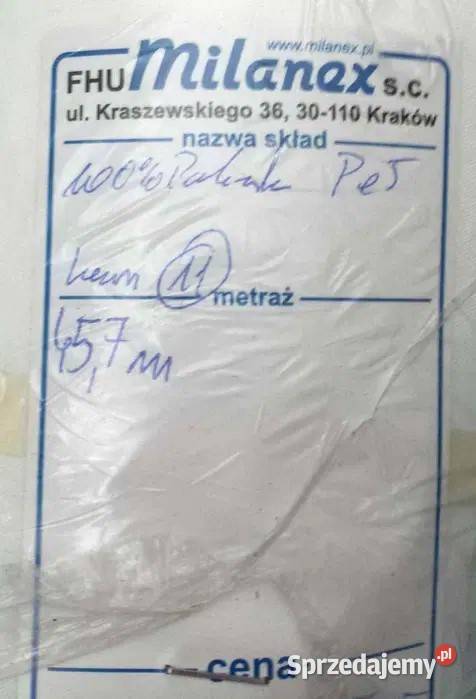 www.milanex.pl
FHU Milanex s.c.
ul. Kraszewskiego 36, 30-110 Kraków
nazwa skład
100%
11
metraż
45,7 m
cena
Sprzedajemy.pl